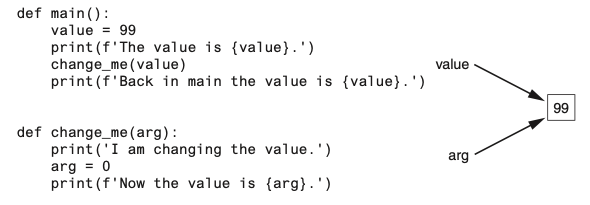 def main():
    value = 99
    print(f'The value is {value}.')
    change_me(value)
    print(f'Back in main the value is {value}.')
def change_me(arg):
    print('I am changing the value.')
    arg = 0
    print(f'Now the value is {arg}.')
value
99
arg